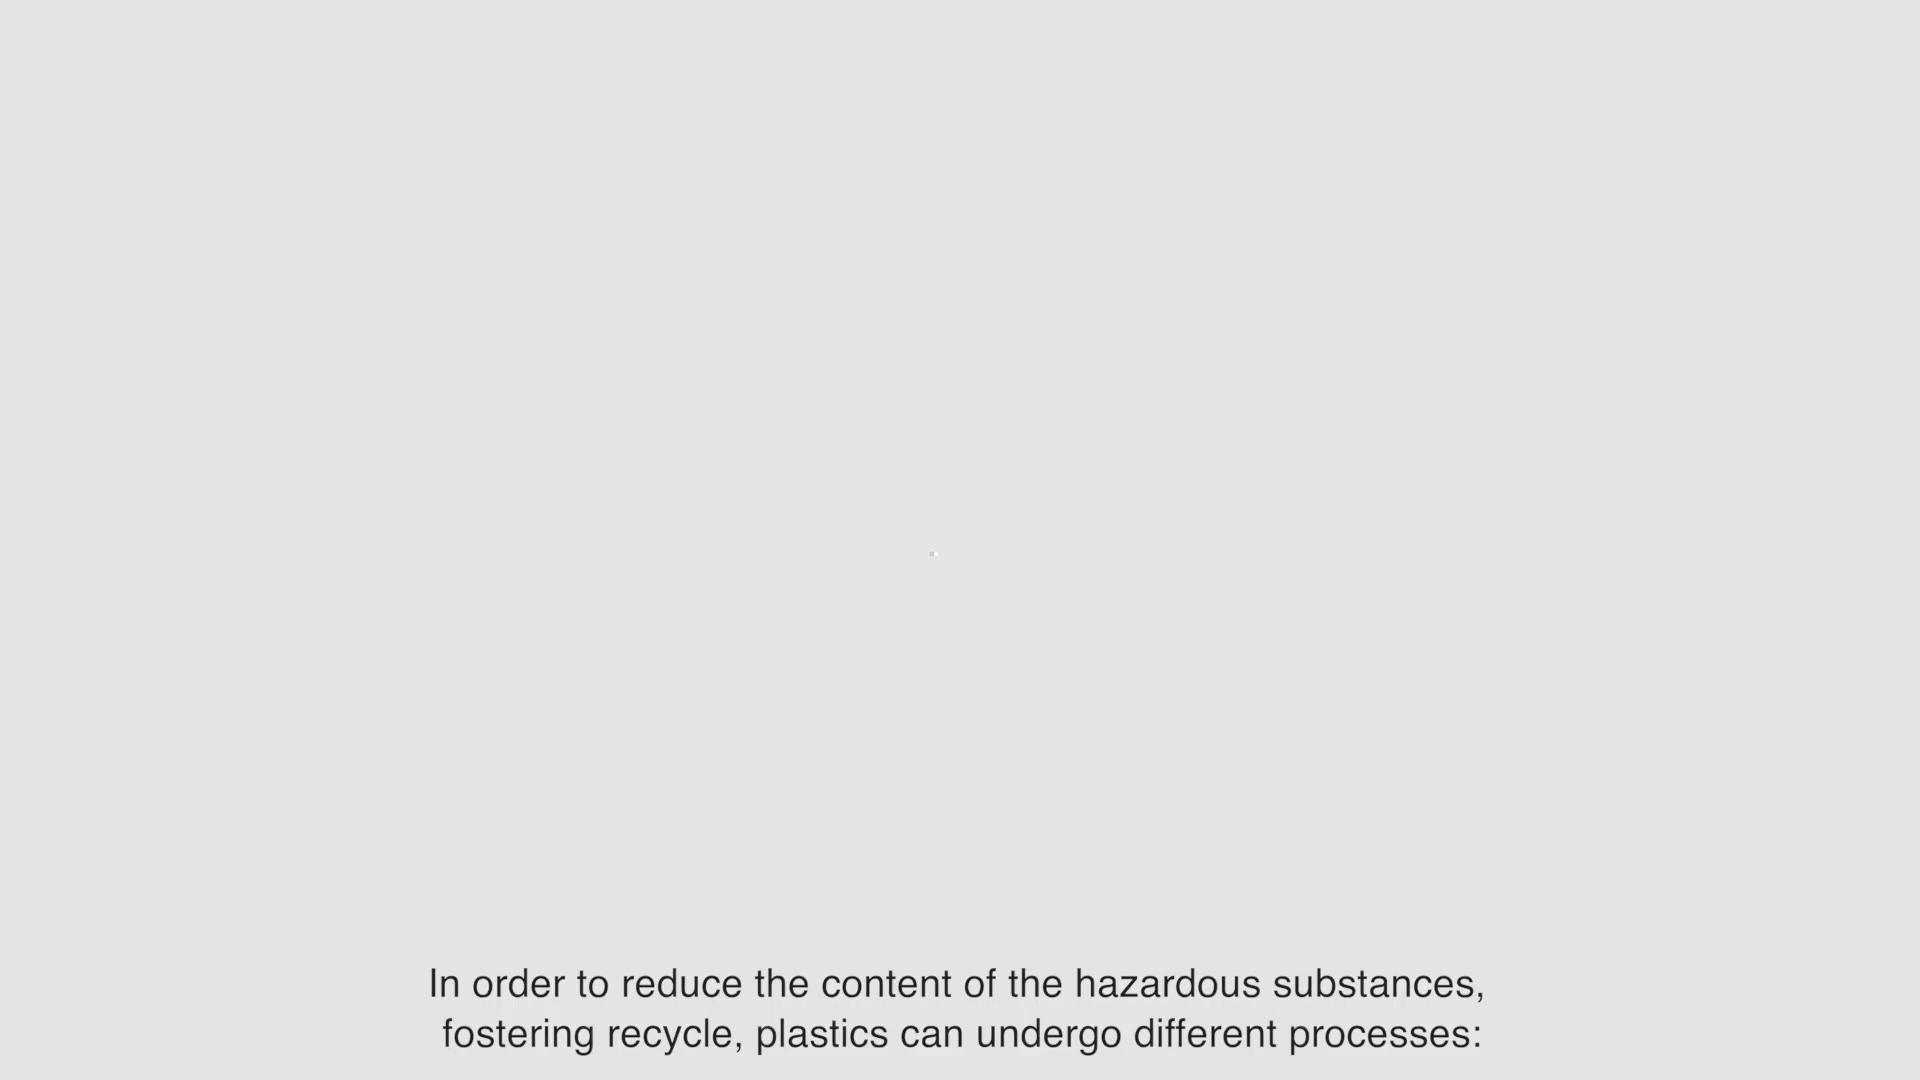 In order to reduce the content of the hazardous substances,
fostering recycle, plastics can undergo different processes: